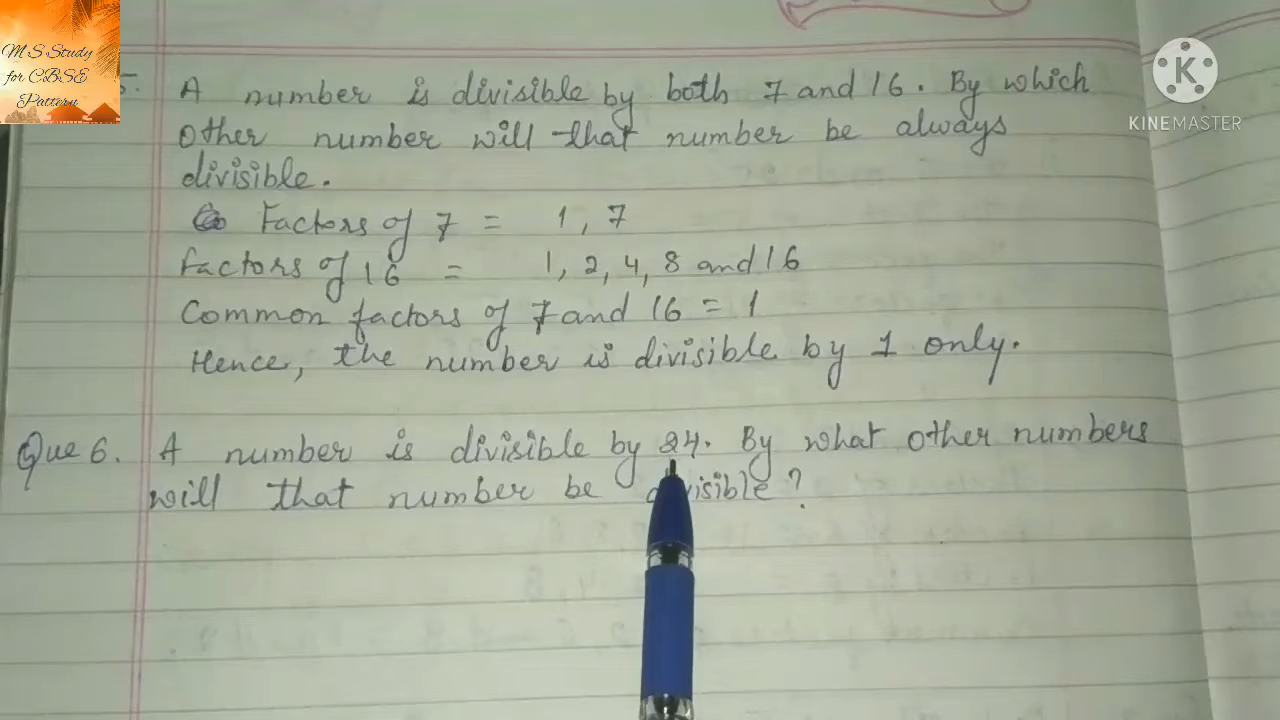 M S Study
for CBSE
Pattern
KINEMASTER
5. A number is divisible by both 7 and 16. By which
other number will that number be always
divisible.
Factors of 7 = 1, 7
Factors of 16 = 1, 2, 4, 8 and 16
Common factors of 7 and 16 = 1
Hence, the number is divisible by 1 only.
Que 6. A number is divisible by 24. By what other numbers
will that number be divisible?